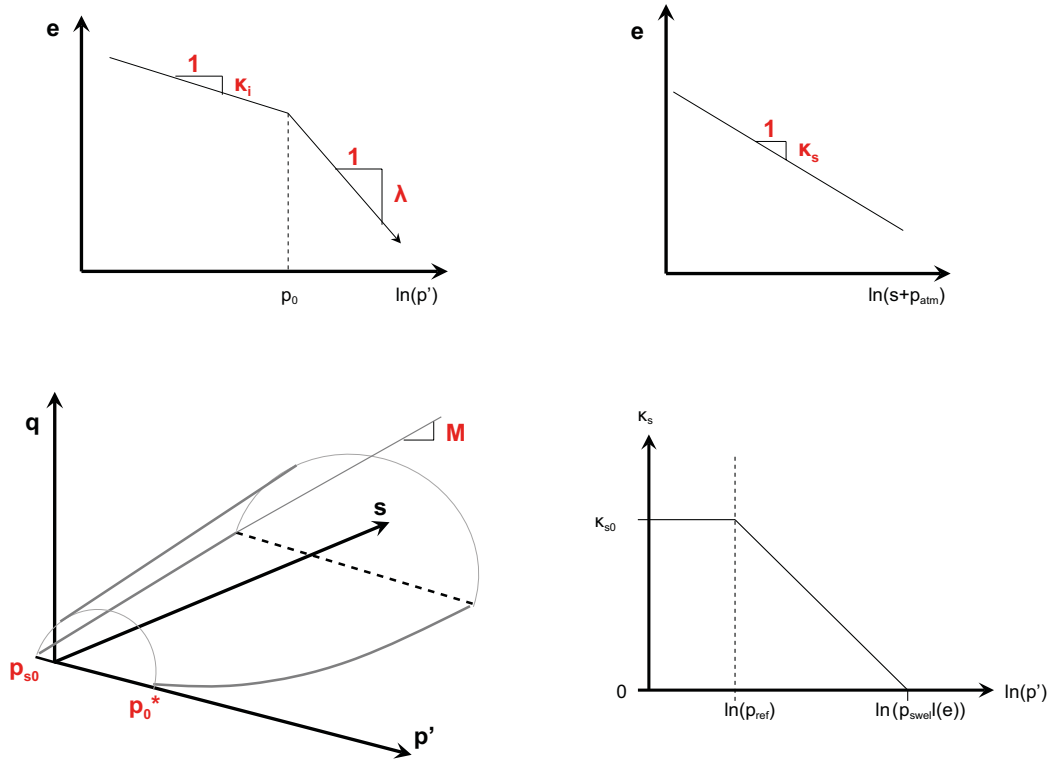 e
1
κi
1
λ
p0
ln(p')
e
1
κs
ln(s+patm)
q
M
s
ps0
p0*
p'
κs
κs0
0
ln(p')
ln(pref)
ln(pswell(e))